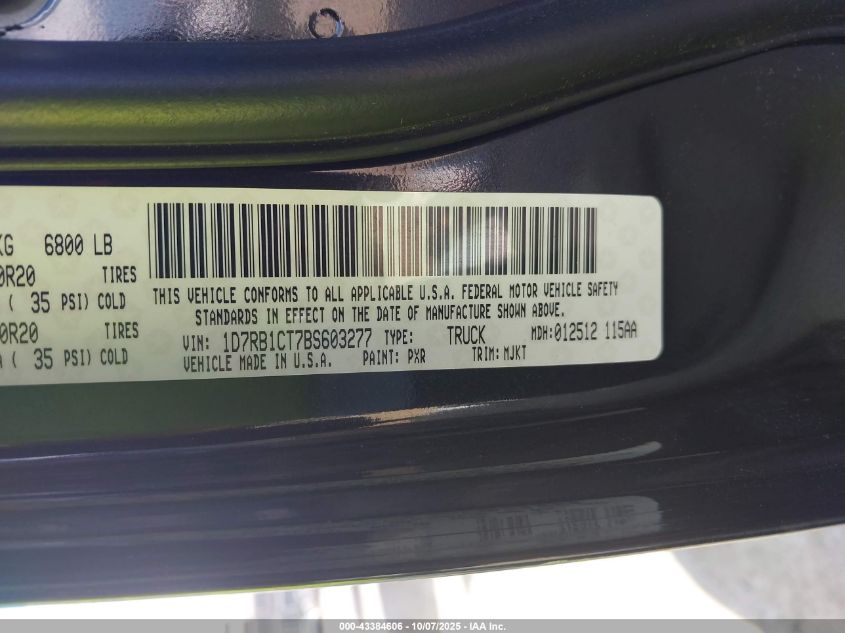 KG 6800 LB
0R20 TIRES
( 35 PSI) COLD
0R20 TIRES
A ( 35 PSI) COLD
THIS VEHICLE CONFORMS TO ALL APPLICABLE U.S.A. FEDERAL MOTOR VEHICLE SAFETY
STANDARDS IN EFFECT ON THE DATE OF MANUFACTURE SHOWN ABOVE.
VIN: 1D7RB1CT7BS603277 TYPE: TRUCK MDH:012512 115AA
VEHICLE MADE IN U.S.A. PAINT: PXR TRIM:MJKT
000-43384606 / 10/07/2025 - IAA Inc.